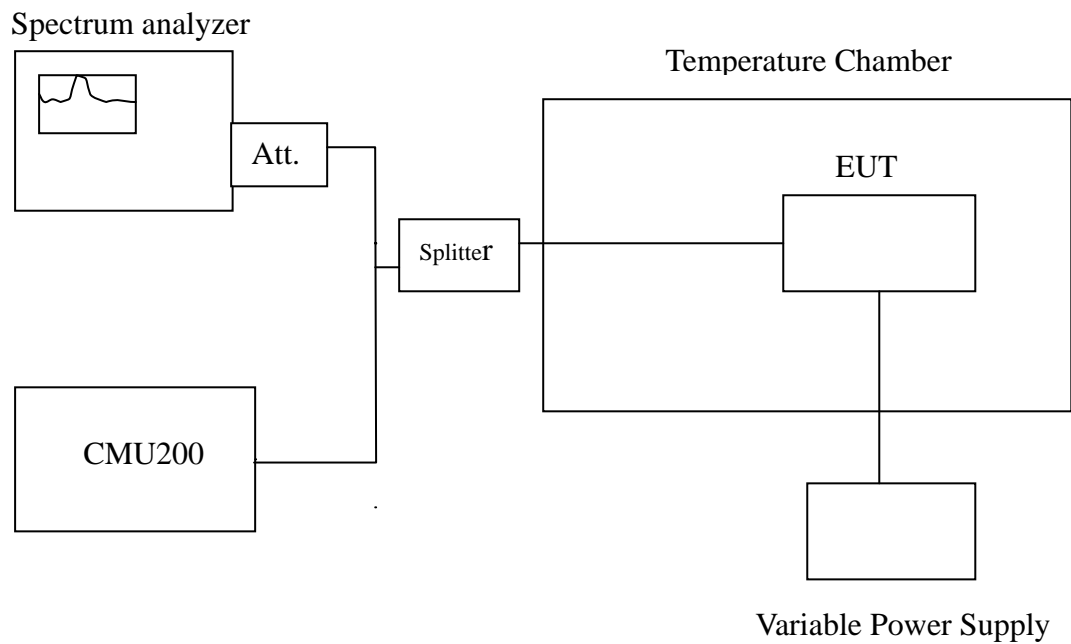 Spectrum analyzer
Temperature Chamber
Att.
EUT
Splitter
CMU200
Variable Power Supply